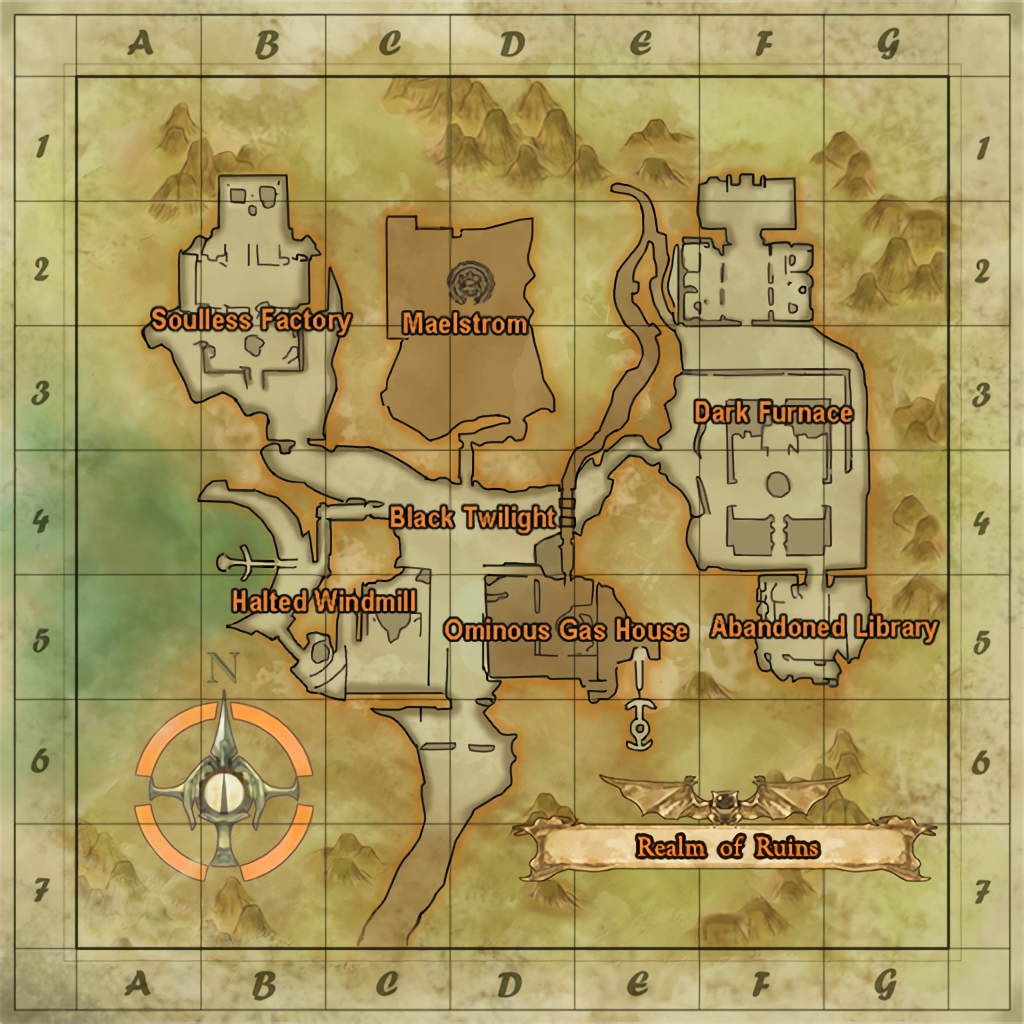 A B C D E F G
1 1
2 2
Soulless Factory Maelstrom
3 3
Dark Furnace
4 4
Black Twilight
Halted Windmill
Ominous Gas House Abandoned Library
5 5
N
6 6
Realm of Ruins
7 7
A B C D E F G